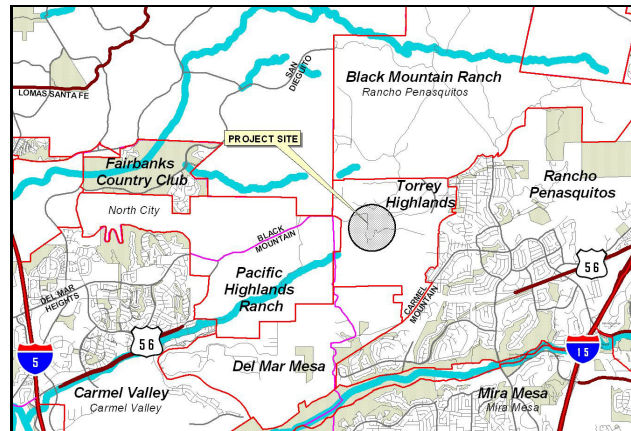 LOMAS SANTA FE
SAN
DIEGUITO
Black Mountain Ranch
Rancho Penasquitos
PROJECT SITE
Fairbanks
Country Club
North City
Torrey
Highlands
Rancho
Penasquitos
BLACK
MOUNTAIN
DEL MAR
HEIGHTS
Pacific
Highlands
Ranch
CARMEL
MOUNTAIN
56
56
5
15
Del Mar Mesa
Carmel Valley
Carmel Valley
Mira Mesa
Mira Mesa